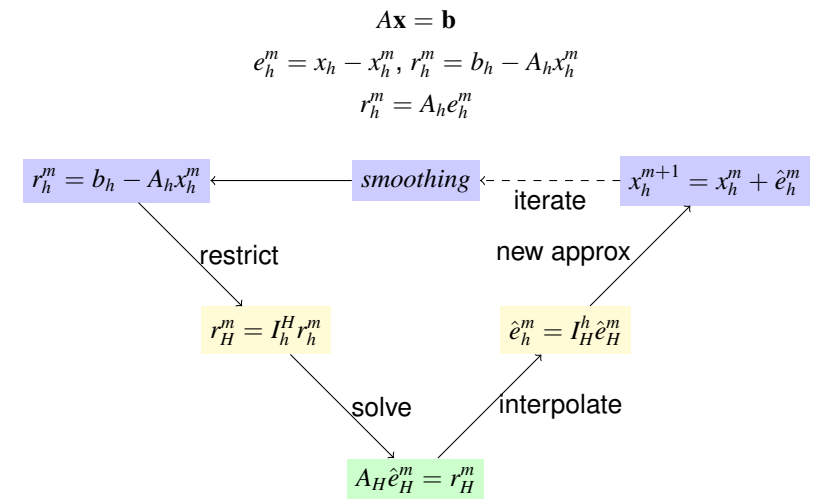 Ax = b
e_h^m = x_h − x_h^m, r_h^m = b_h − A_h x_h^m
r_h^m = A_h e_h^m
r_h^m = b_h − A_h x_h^m
smoothing
iterate
x_h^{m+1} = x_h^m + ê_h^m
restrict
new approx
r_H^m = I_h^H r_h^m
ê_h^m = I_H^h ê_H^m
solve
interpolate
A_H ê_H^m = r_H^m